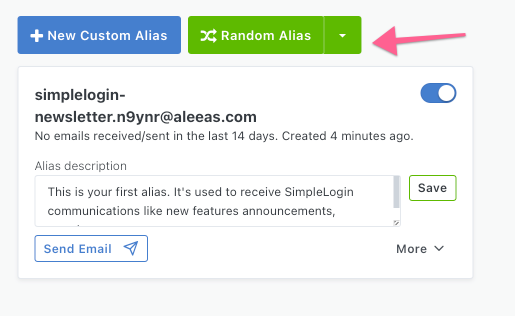 New Custom Alias
Random Alias
simplelogin-
newsletter.n9ynr@aleeas.com
No emails received/sent in the last 14 days. Created 4 minutes ago.
Alias description
This is your first alias. It's used to receive SimpleLogin
communications like new features announcements,
Save
Send Email
More